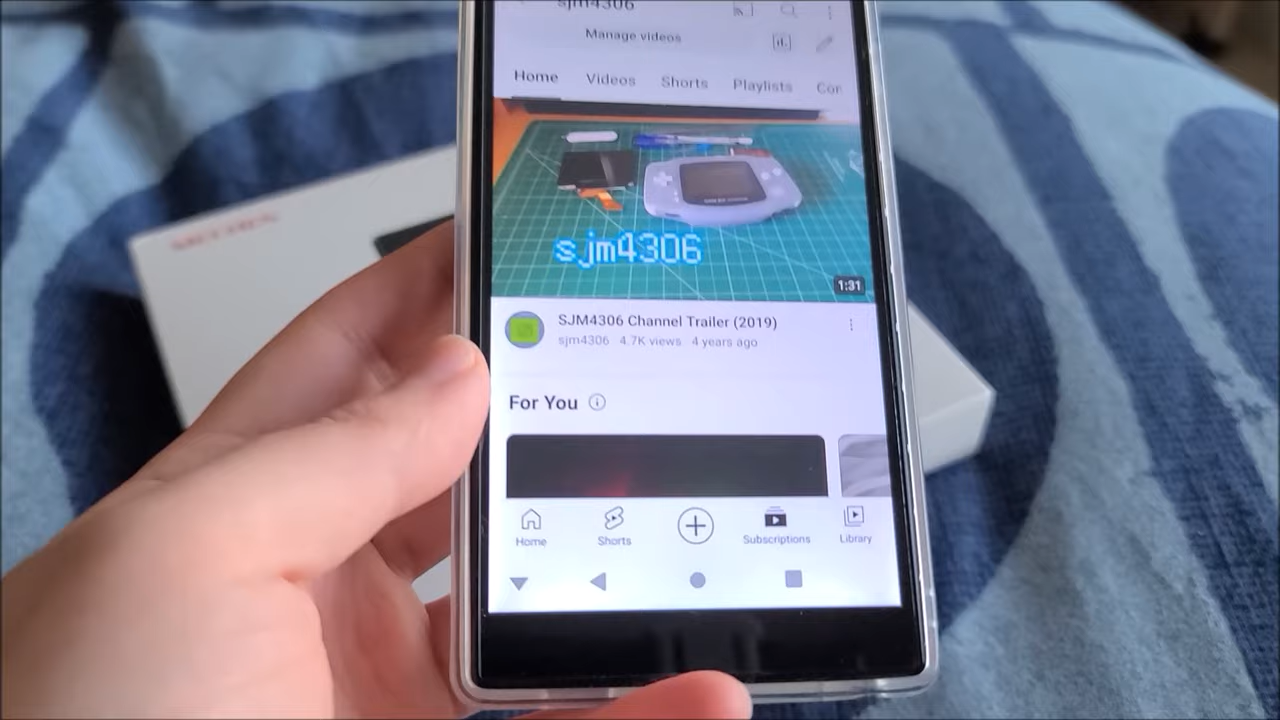 sjm4306
Manage videos
Home Videos Shorts Playlists Cor
sjm4306
1:31
SJM4306 Channel Trailer (2019)
sjm4306 4.7K views 4 years ago
For You
Home Shorts Subscriptions Library